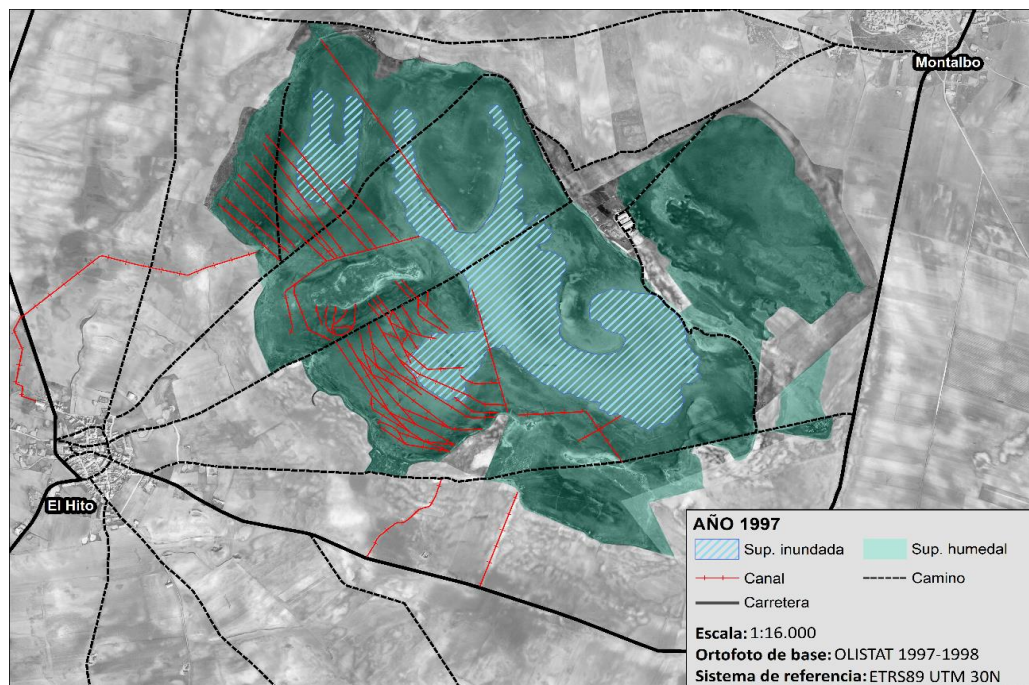 Montalbo
El Hito
AÑO 1997
Sup. inundada
Sup. humedal
Canal
Camino
Carretera
Escala: 1:16.000
Ortofoto de base: OLISTAT 1997-1998
Sistema de referencia: ETRS89 UTM 30N